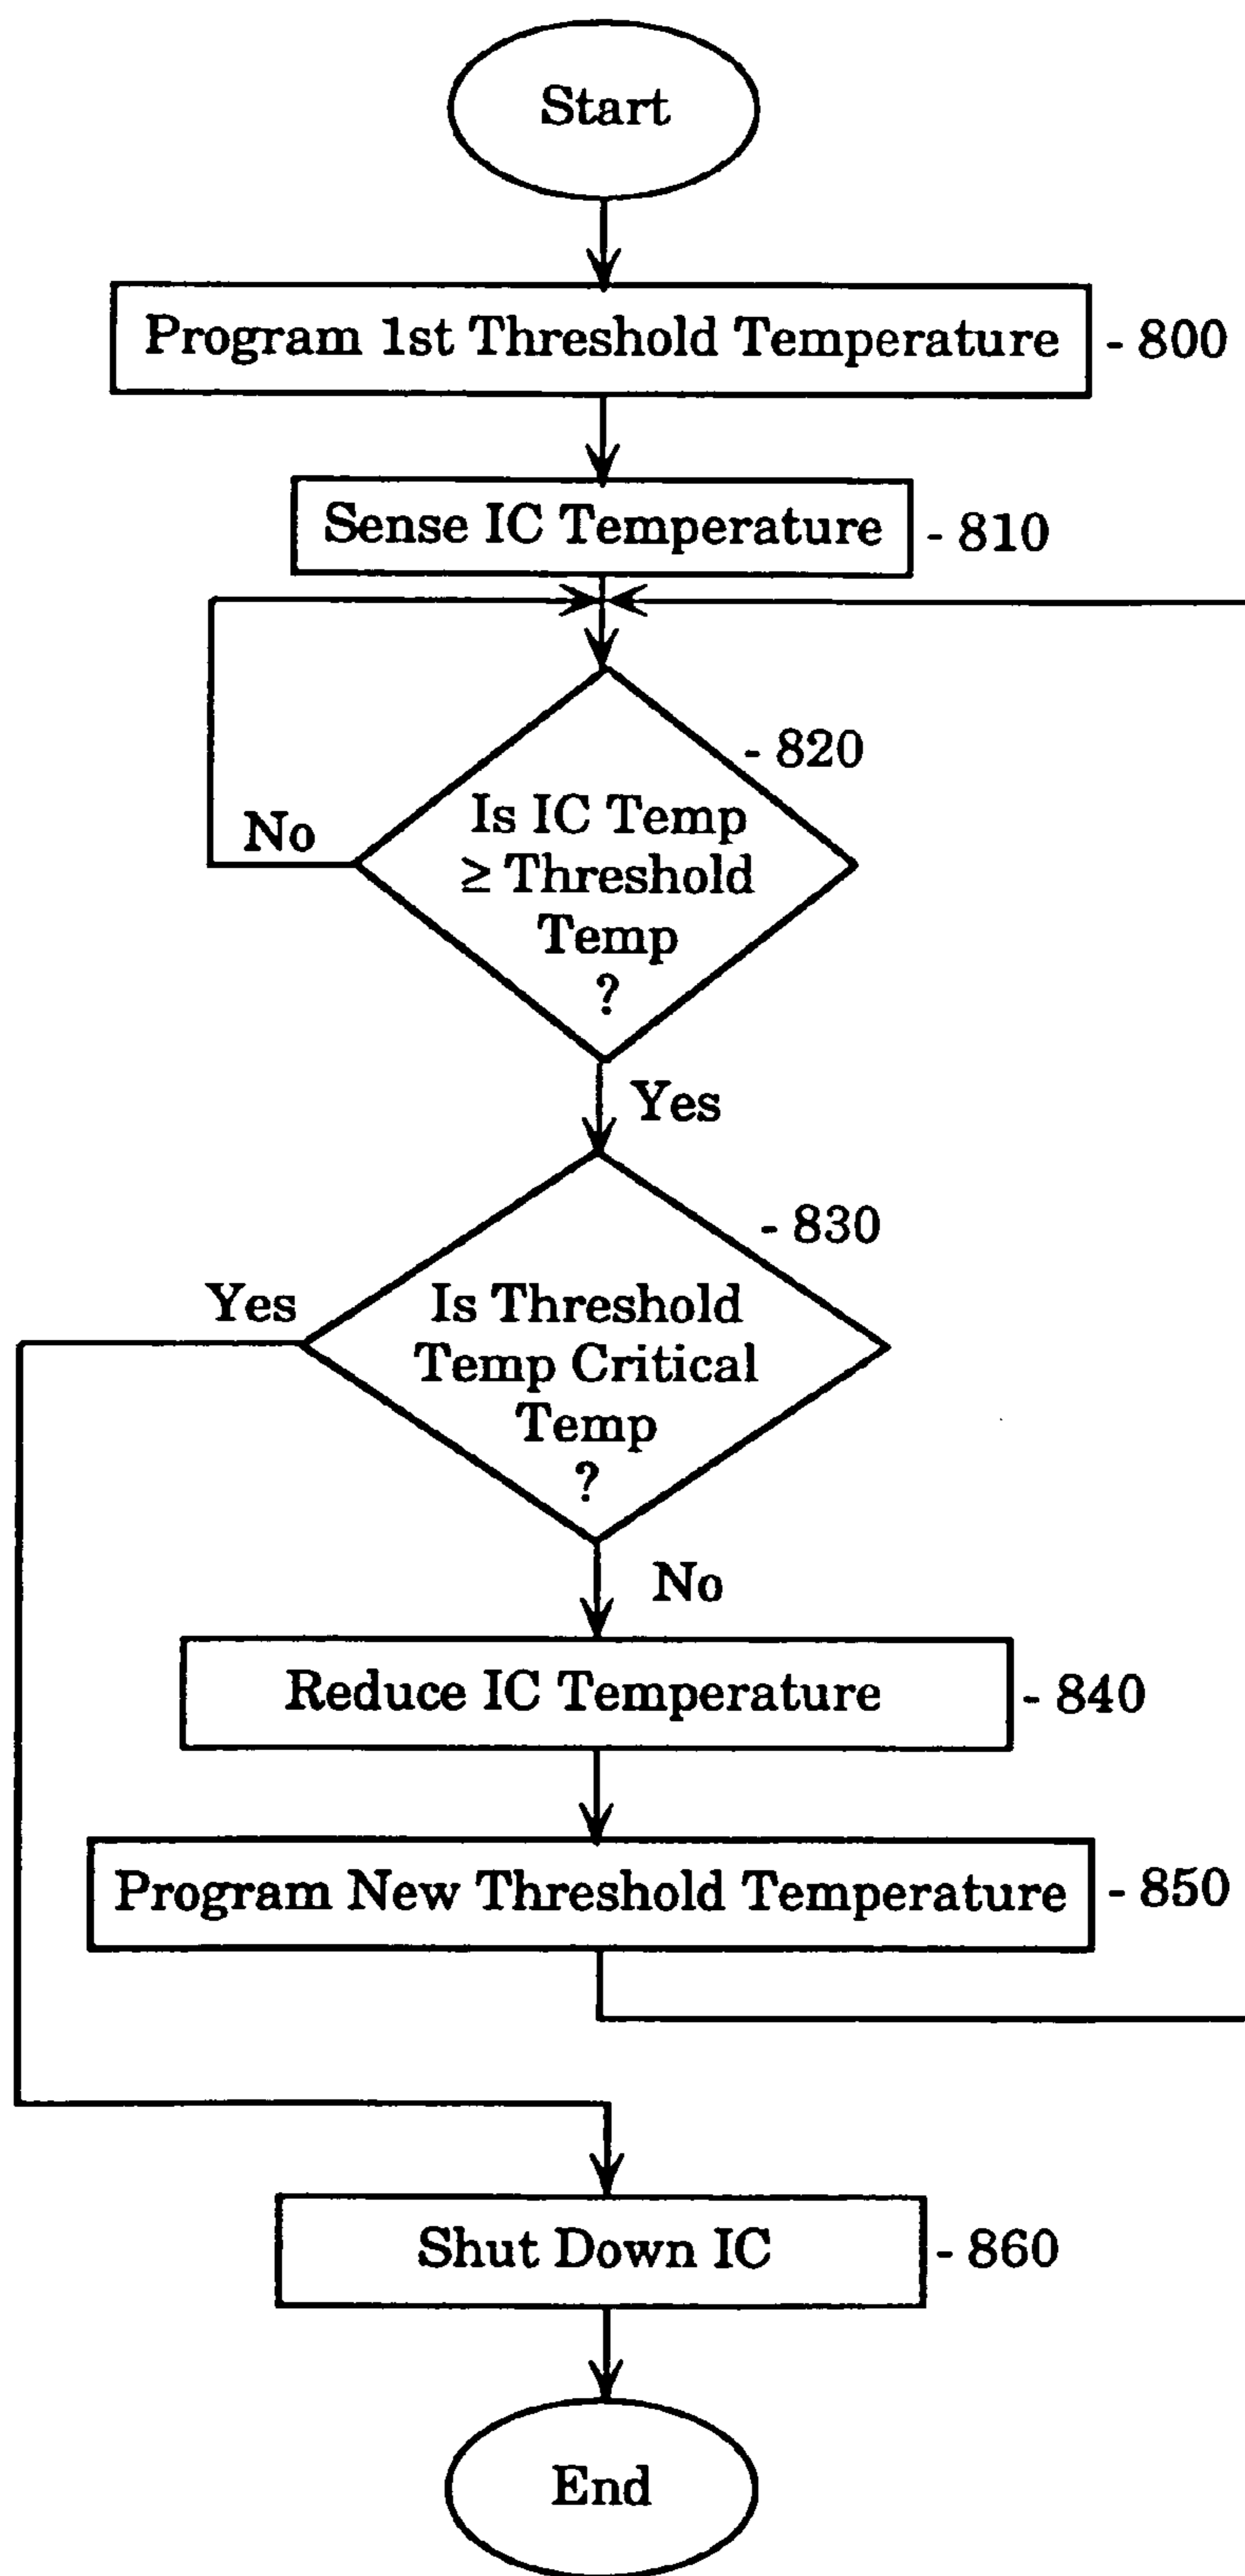 Start
Program 1st Threshold Temperature - 800
Sense IC Temperature - 810
- 820
Is IC Temp
≥ Threshold
Temp
?
No
Yes
- 830
Yes
Is Threshold
Temp Critical
Temp
?
No
Reduce IC Temperature - 840
Program New Threshold Temperature - 850
Shut Down IC - 860
End